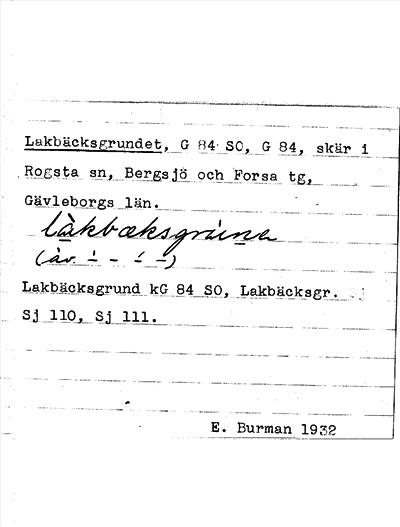 Lakbäcksgrundet, G 84 SO, G 84, skär i
Rogsta sn, Bergsjö och Forsa tg,
Gävleborgs län.
(àv ́ – ̀ –)
Lakbäcksgrund kG 84 SO, Lakbäcksgr.
Sj 110, Sj 111.
E. Burman 1932